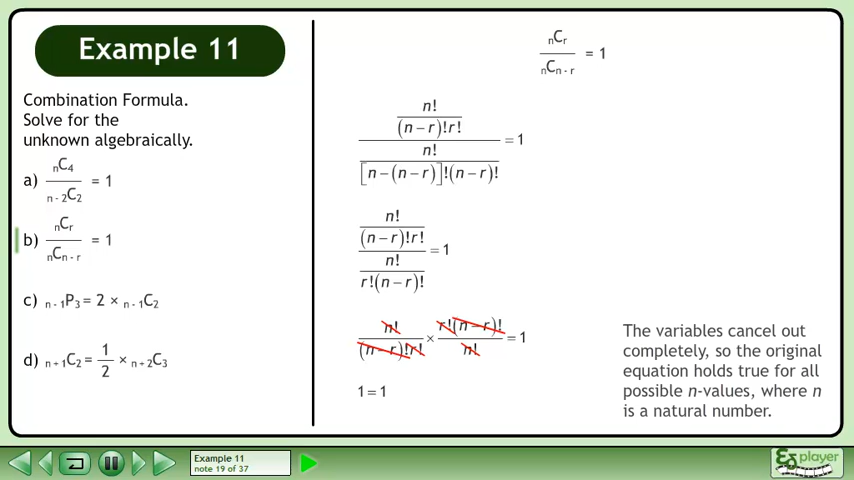 Example 11
Combination Formula.
Solve for the
unknown algebraically.
a) nC4 / n - 2C2 = 1
b) nCr / nCn - r = 1
c) n - 1P3 = 2 × n - 1C2
d) n + 1C2 = 1/2 × n + 2C3
nCr / nCn - r = 1
n! / (n−r)!r! / n! / [n−(n−r)]!(n−r)! = 1
n! / (n−r)!r! / n! / r!(n−r)! = 1
n! / (n−r)!r! × r!(n−r)! / n! = 1
1 = 1
The variables cancel out
completely, so the original
equation holds true for all
possible n-values, where n
is a natural number.
Example 11
note 19 of 37
EZ player